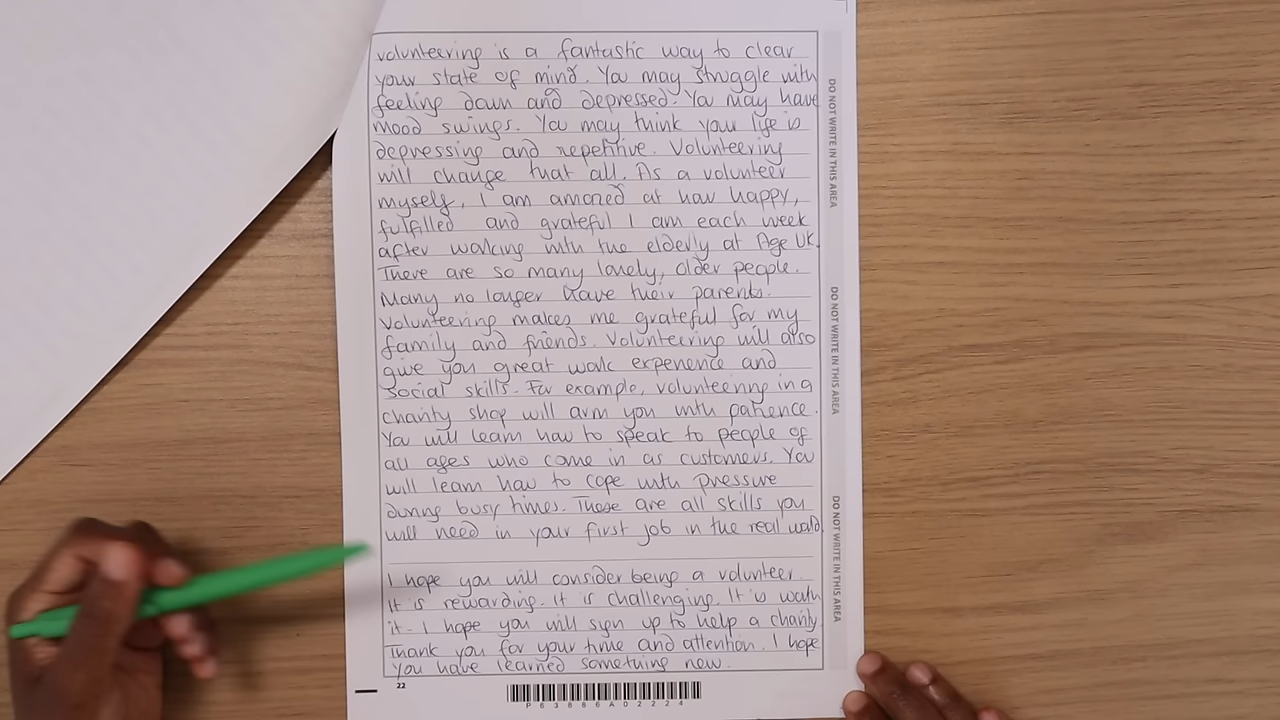 volunteering is a fantastic way to clear
your state of mind. You may struggle with
feeling down and depressed. You may have
mood swings. You may think your life is
depressing and repetitive. Volunteering
will change that all. As a volunteer
myself, I am amazed at how happy,
fulfilled and grateful I am each week
after working with the elderly at Age UK.
There are so many lovely, older people.
Many no longer have their parents.
Volunteering makes me grateful for my
family and friends. Volunteering will also
give you great work experience and
social skills. For example, volunteering in a
charity shop will arm you with patience.
You will learn how to speak to people of
all ages who come in as customers. You
will learn how to cope with pressure
during busy times. These are all skills you
will need in your first job in the real world.
I hope you will consider being a volunteer.
It is rewarding. It is challenging. It is worth
it. I hope you will sign up to help a charity
Thank you for your time and attention. I hope
you have learned something new.
22
P63886A02224
DO NOT WRITE IN THIS AREA
DO NOT WRITE IN THIS AREA
DO NOT WRITE IN THIS AREA